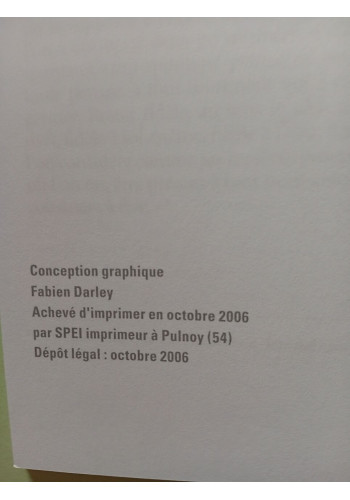 Conception graphique
Fabien Darley
Achevé d'imprimer en octobre 2006
par SPEI imprimeur à Pulnoy (54)
Dépôt légal : octobre 2006